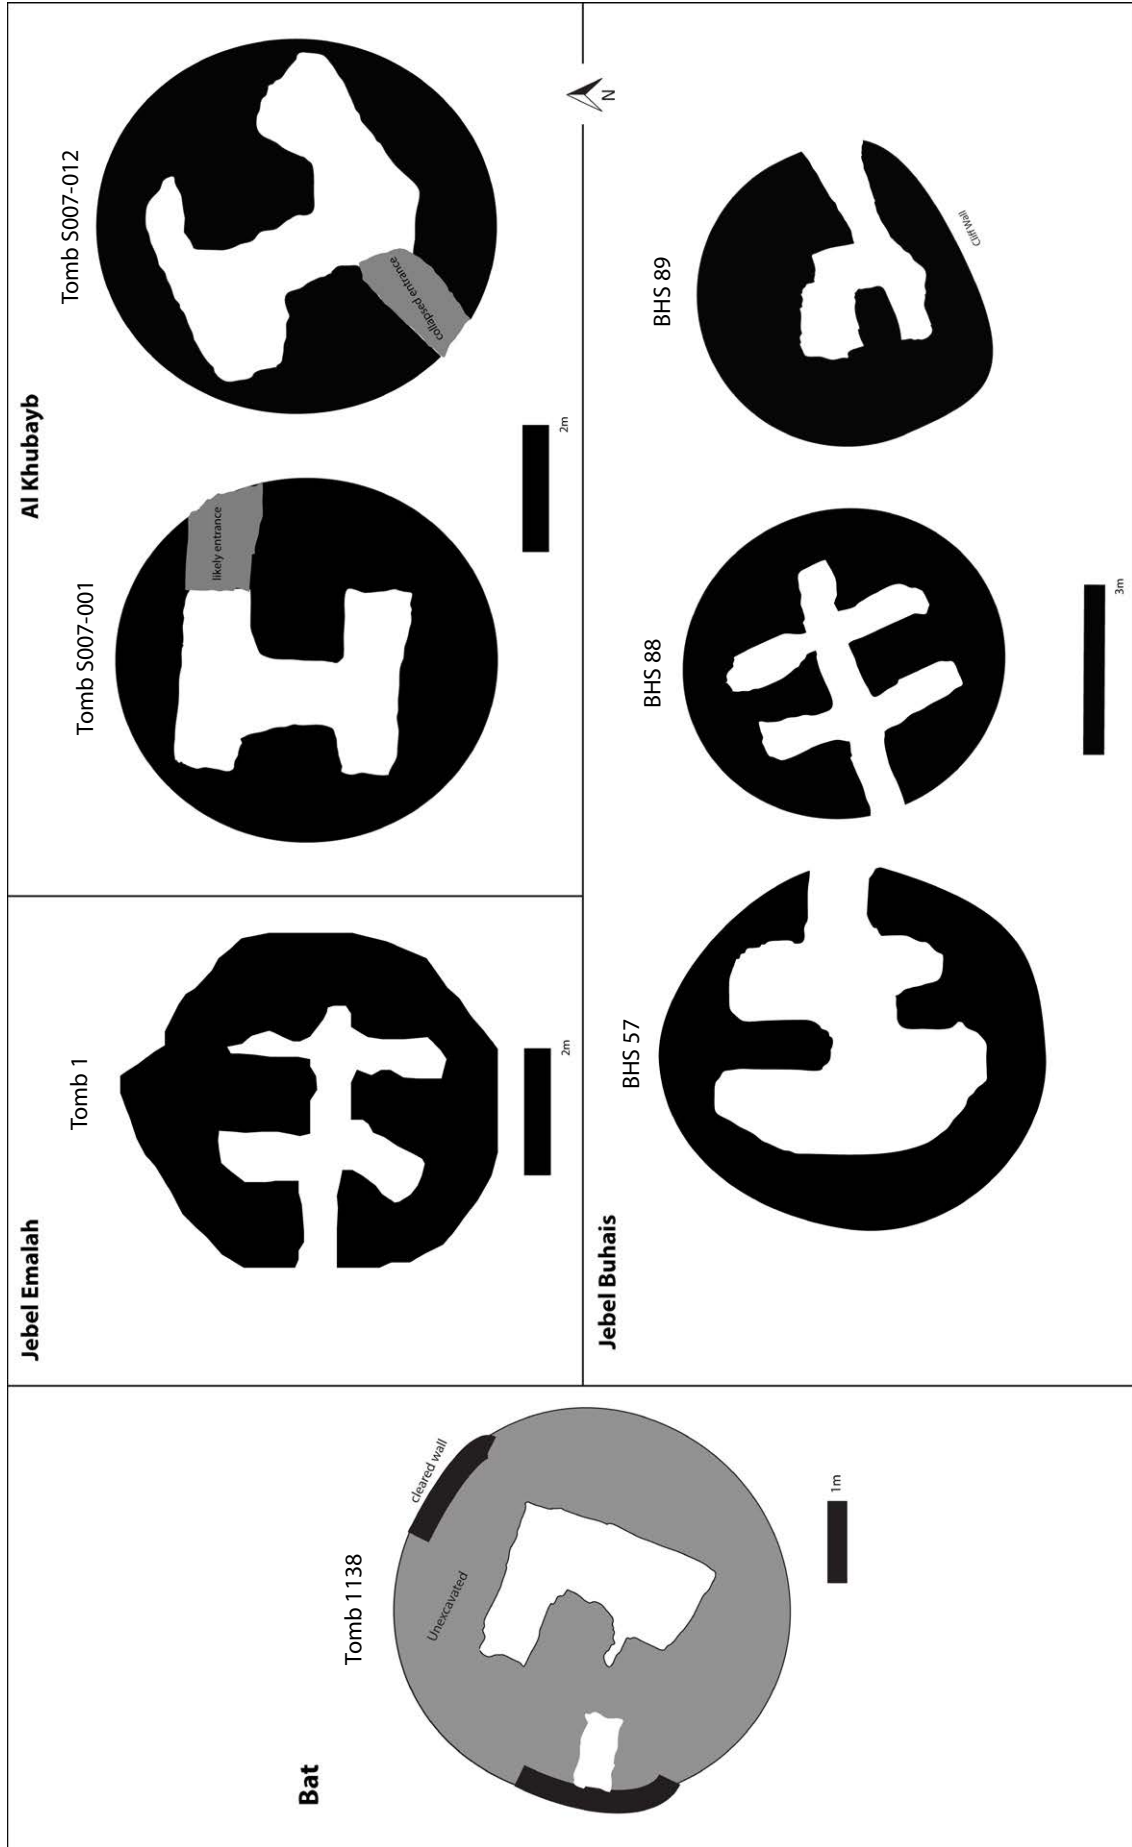 Bat
Tomb 1138
Unexcavated
cleared wall
1m
Jebel Emalah
Tomb 1
2m
Al Khubayb
Tomb S007-001
likely entrance
2m
Tomb S007-012
collapsed entrance
N
Jebel Buhais
BHS 57
BHS 88
BHS 89
Cliff Wall
3m